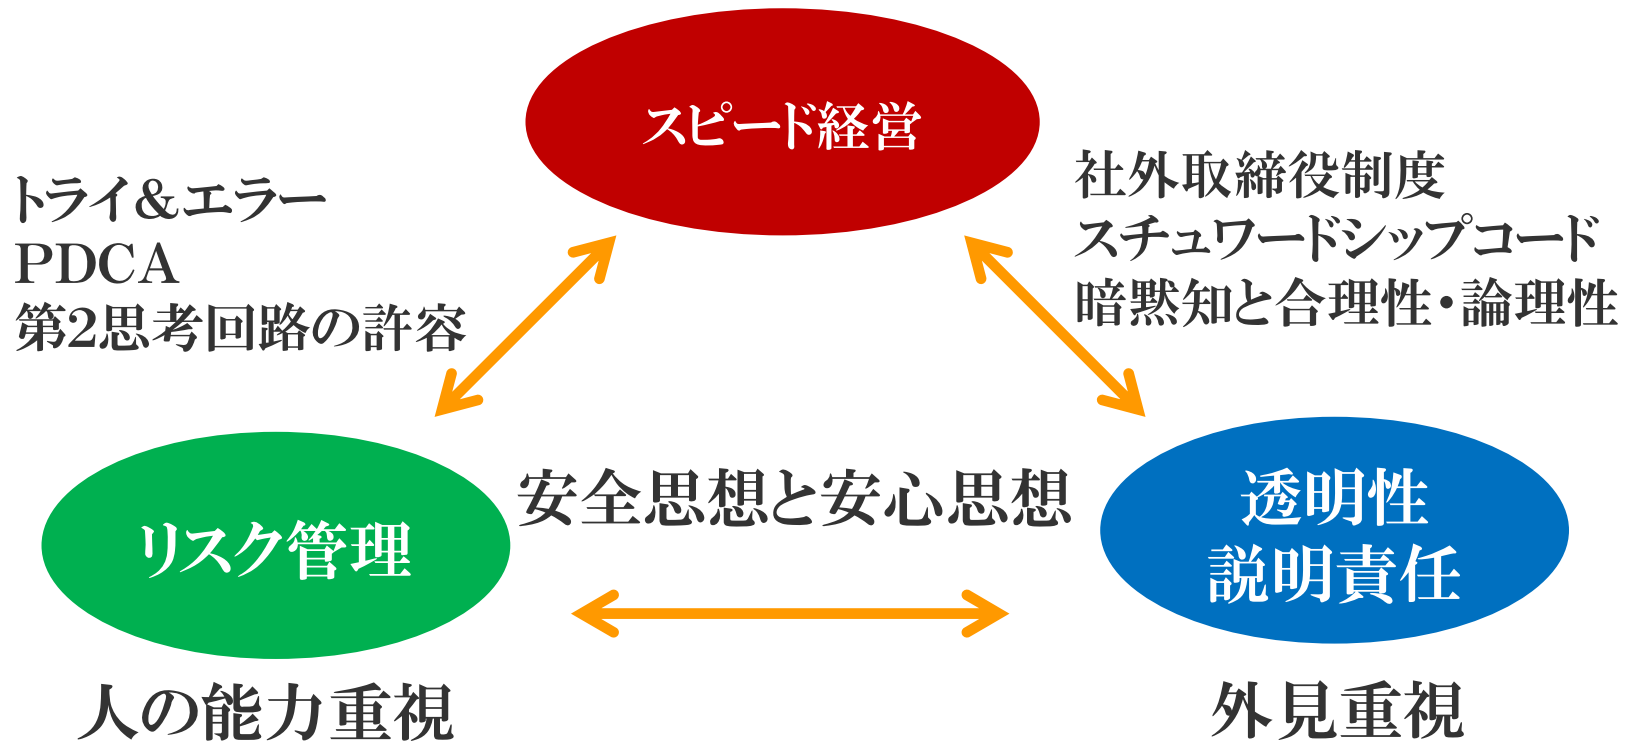 スピード経営
トライ&エラー
PDCA
第2思考回路の許容
社外取締役制度
スチュワードシップコード
暗黙知と合理性・論理性
リスク管理
安全思想と安心思想
透明性
説明責任
人の能力重視
外見重視